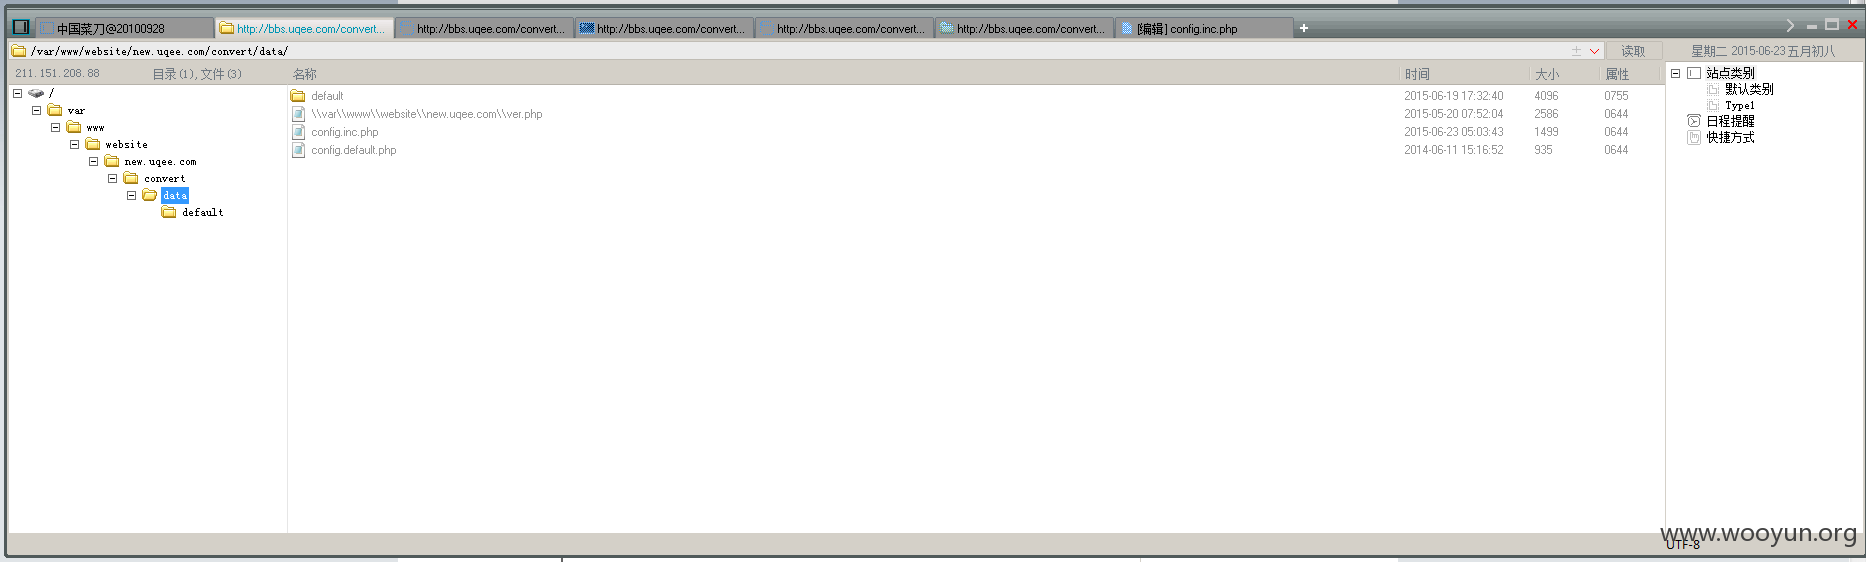 中国菜刀@20100928 http://bbs.uqee.com/convert... http://bbs.uqee.com/convert... http://bbs.uqee.com/convert... http://bbs.uqee.com/convert... http://bbs.uqee.com/convert... [编辑] config.inc.php
/var/www/website/new.uqee.com/convert/data/ 读取 星期二 2015-06-23 五月初八
211.151.208.88 目录(1),文件(3) 名称 时间 大小 属性
/
var
www
website
new.uqee.com
convert
data
default
default 2015-06-19 17:32:40 4096 0755
\\var\\www\\website\\new.uqee.com\\ver.php 2015-05-20 07:52:04 2586 0644
config.inc.php 2015-06-23 05:03:43 1499 0644
config.default.php 2014-06-11 15:16:52 935 0644
站点类别
默认类别
Type1
日程提醒
快捷方式
www.wooyun.org
UTF-8